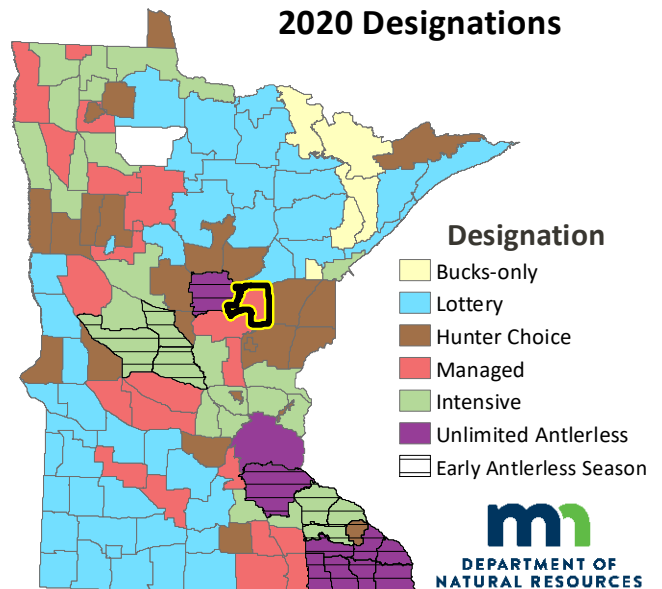 2020 Designations
Designation
Bucks-only
Lottery
Hunter Choice
Managed
Intensive
Unlimited Antlerless
Early Antlerless Season
mn
DEPARTMENT OF
NATURAL RESOURCES